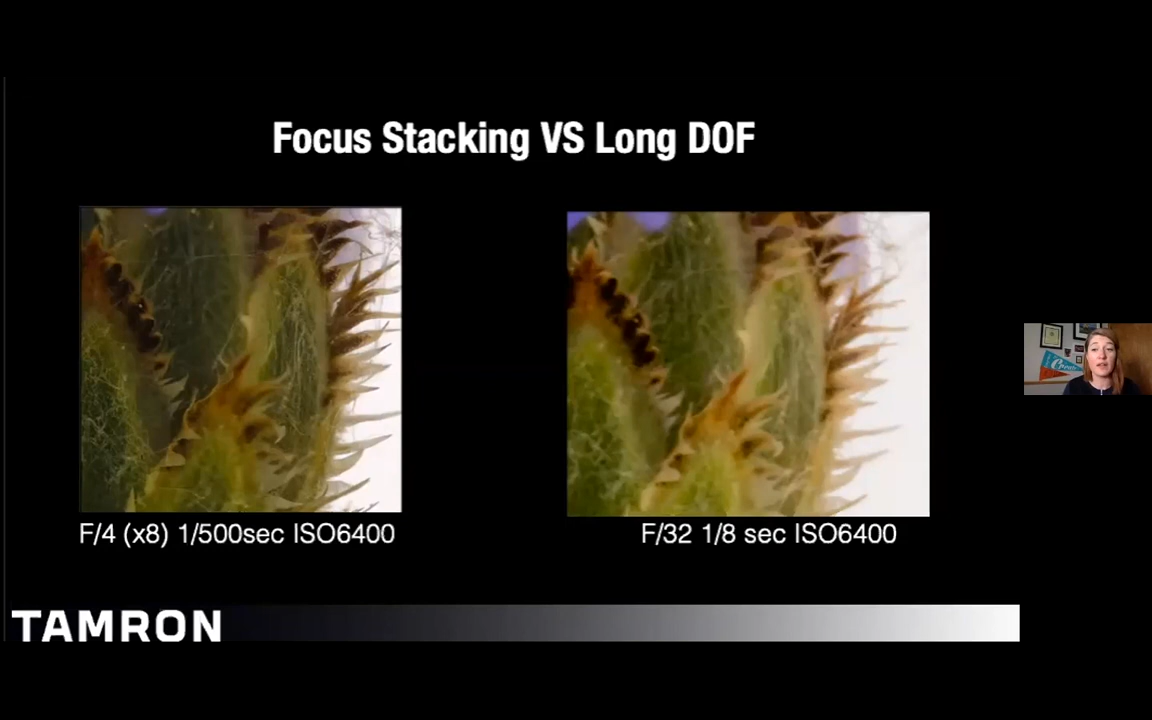 Focus Stacking VS Long DOF
F/4 (x8) 1/500sec ISO6400
F/32 1/8 sec ISO6400
TAMRON